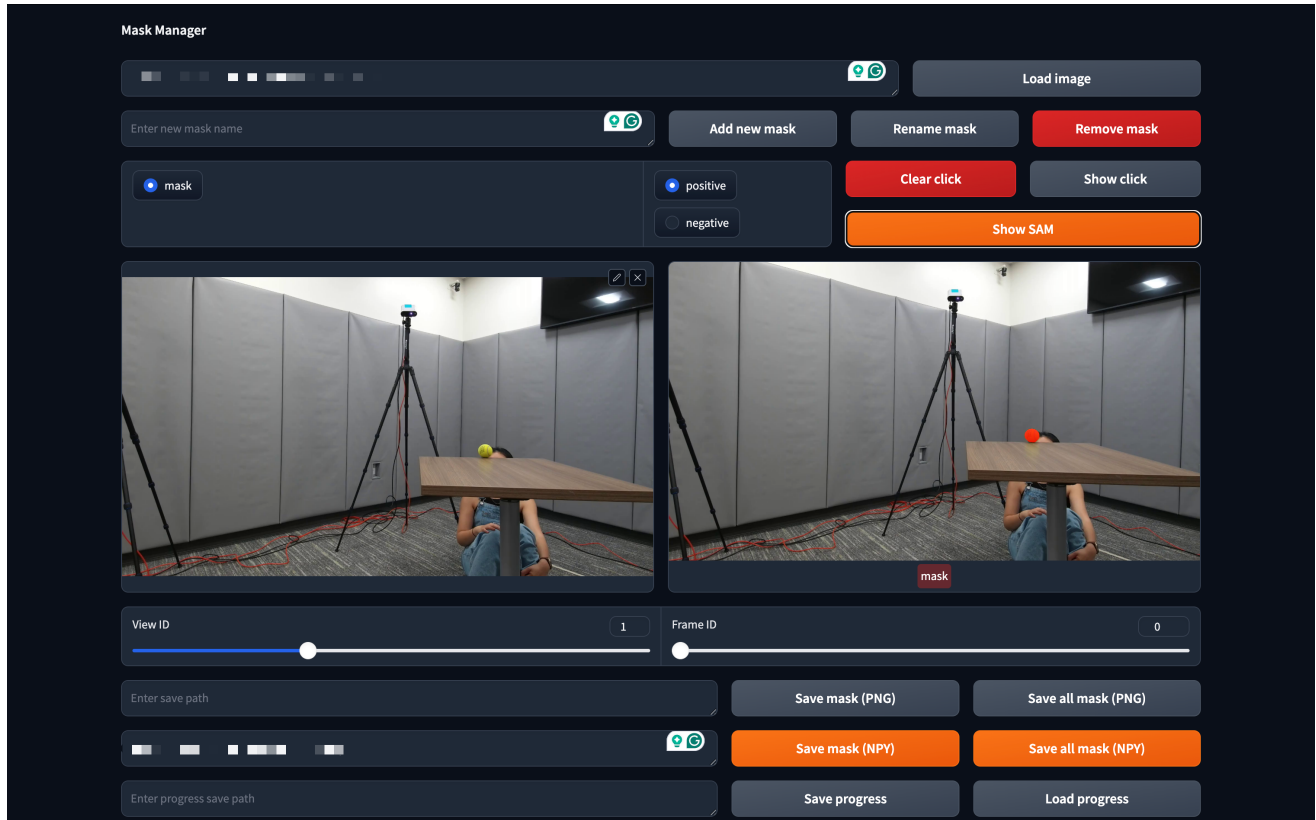 Mask Manager
Load image
Enter new mask name
Add new mask
Rename mask
Remove mask
mask
positive
negative
Clear click
Show click
Show SAM
mask
View ID
1
Frame ID
0
Enter save path
Save mask (PNG)
Save all mask (PNG)
Save mask (NPY)
Save all mask (NPY)
Enter progress save path
Save progress
Load progress